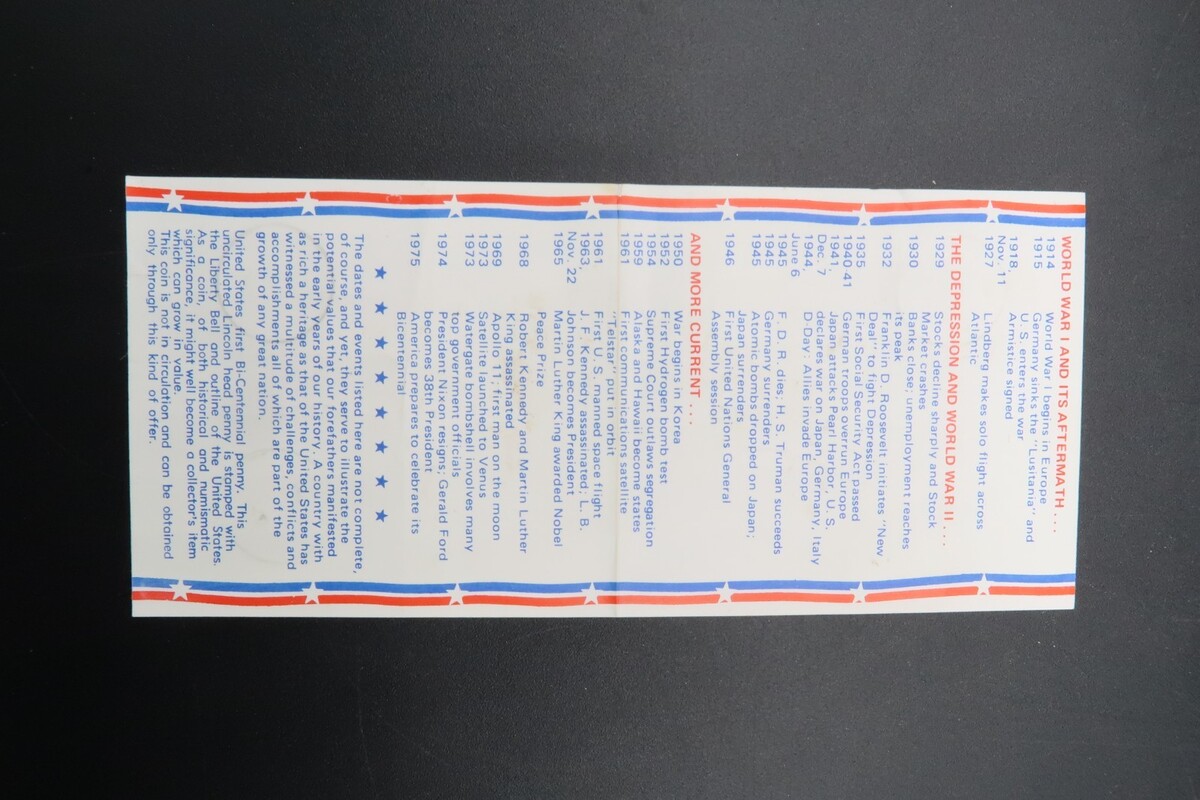 WORLD WAR I AND ITS AFTERMATH ....
1914 World War I begins in Europe
1915 Germany sinks the "Lusitania" and
U. S. enters the war
1918, Armistice signed
Nov. 11
1927 Lindberg makes solo flight across
Atlantic
THE DEPRESSION AND WORLD WAR II ....
1929 Stocks decline sharply and Stock
Market crashes
1930 Banks close; unemployment reaches
its peak
1932 Franklin D. Roosevelt initiates "New
Deal" to fight Depression
1935 First Social Security Act passed
1940-41 German troops overrun Europe
1941, Japan attacks Pearl Harbor, U. S.
Dec. 7 declares war on Japan, Germany, Italy
1944, D-Day: Allies invade Europe
June 6
1945 F. D. R. dies; H. S. Truman succeeds
1945 Germany surrenders
1945 Atomic bombs dropped on Japan;
Japan surrenders
1946 First United Nations General
Assembly session
AND MORE CURRENT ...
1950 War begins in Korea
1952 First Hydrogen bomb test
1954 Supreme Court outlaws segregation
1959 Alaska and Hawaii become states
1961 First communications satellite
"Telstar" put in orbit
1961 First U. S. manned space flight
1963, J. F. Kennedy assassinated; L. B.
Nov. 22 Johnson becomes President
1965 Martin Luther King awarded Nobel
Peace Prize
1968 Robert Kennedy and Martin Luther
King assassinated
1969 Apollo 11: first man on the moon
1973 Satellite launched to Venus
1973 Watergate bombshell involves many
top government officials
1974 President Nixon resigns; Gerald Ford
becomes 38th President
1975 America prepares to celebrate its
Bicentennial
The dates and events listed here are not complete,
of course, and yet, they serve to illustrate the
potential values that our forefathers manifested
in the early years of our history. A country with
as rich a heritage as that of the United States has
witnessed a multitude of challenges, conflicts and
accomplishments all of which are part of the
growth of any great nation.
United States first Bi-Centennial penny. This
uncirculated Lincoln head penny is stamped with
the Liberty Bell and outline of the United States.
As a coin, of both historical and numismatic
significance, it might well become a collector's item
which can grow in value.
This coin is not in circulation and can be obtained
only through this kind of offer.